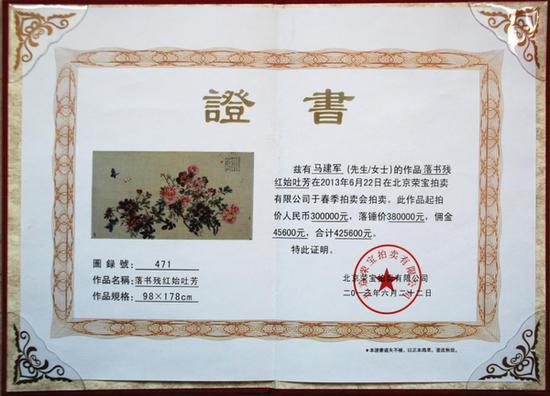 證書
兹有马建军(先生/女士)的作品落书残
红始吐芳在2013年6月22日在北京荣宝拍卖
有限公司于春季拍卖会拍卖。此作品起拍
价人民币300000元,落锤价380000元,佣金
45600元,合计425600元。
特此证明。
圖録號:471
作品名稱:落书残红始吐芳
作品規格:98×178cm
北京荣宝拍卖有限公司
二〇一三年六月二十二日